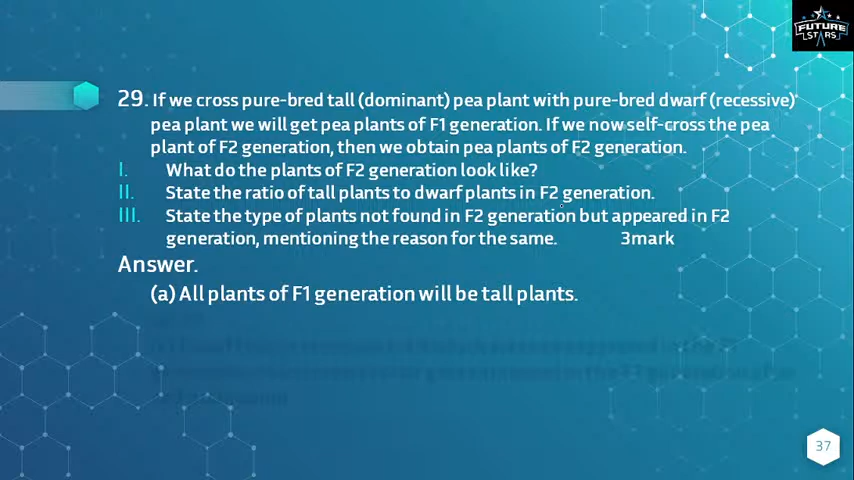 FUTURE
STARS
29. If we cross pure-bred tall (dominant) pea plant with pure-bred dwarf (recessive)
pea plant we will get pea plants of F1 generation. If we now self-cross the pea
plant of F2 generation, then we obtain pea plants of F2 generation.
I. What do the plants of F2 generation look like?
II. State the ratio of tall plants to dwarf plants in F2 generation.
III. State the type of plants not found in F2 generation but appeared in F2
generation, mentioning the reason for the same. 3mark
Answer.
(a) All plants of F1 generation will be tall plants.
37